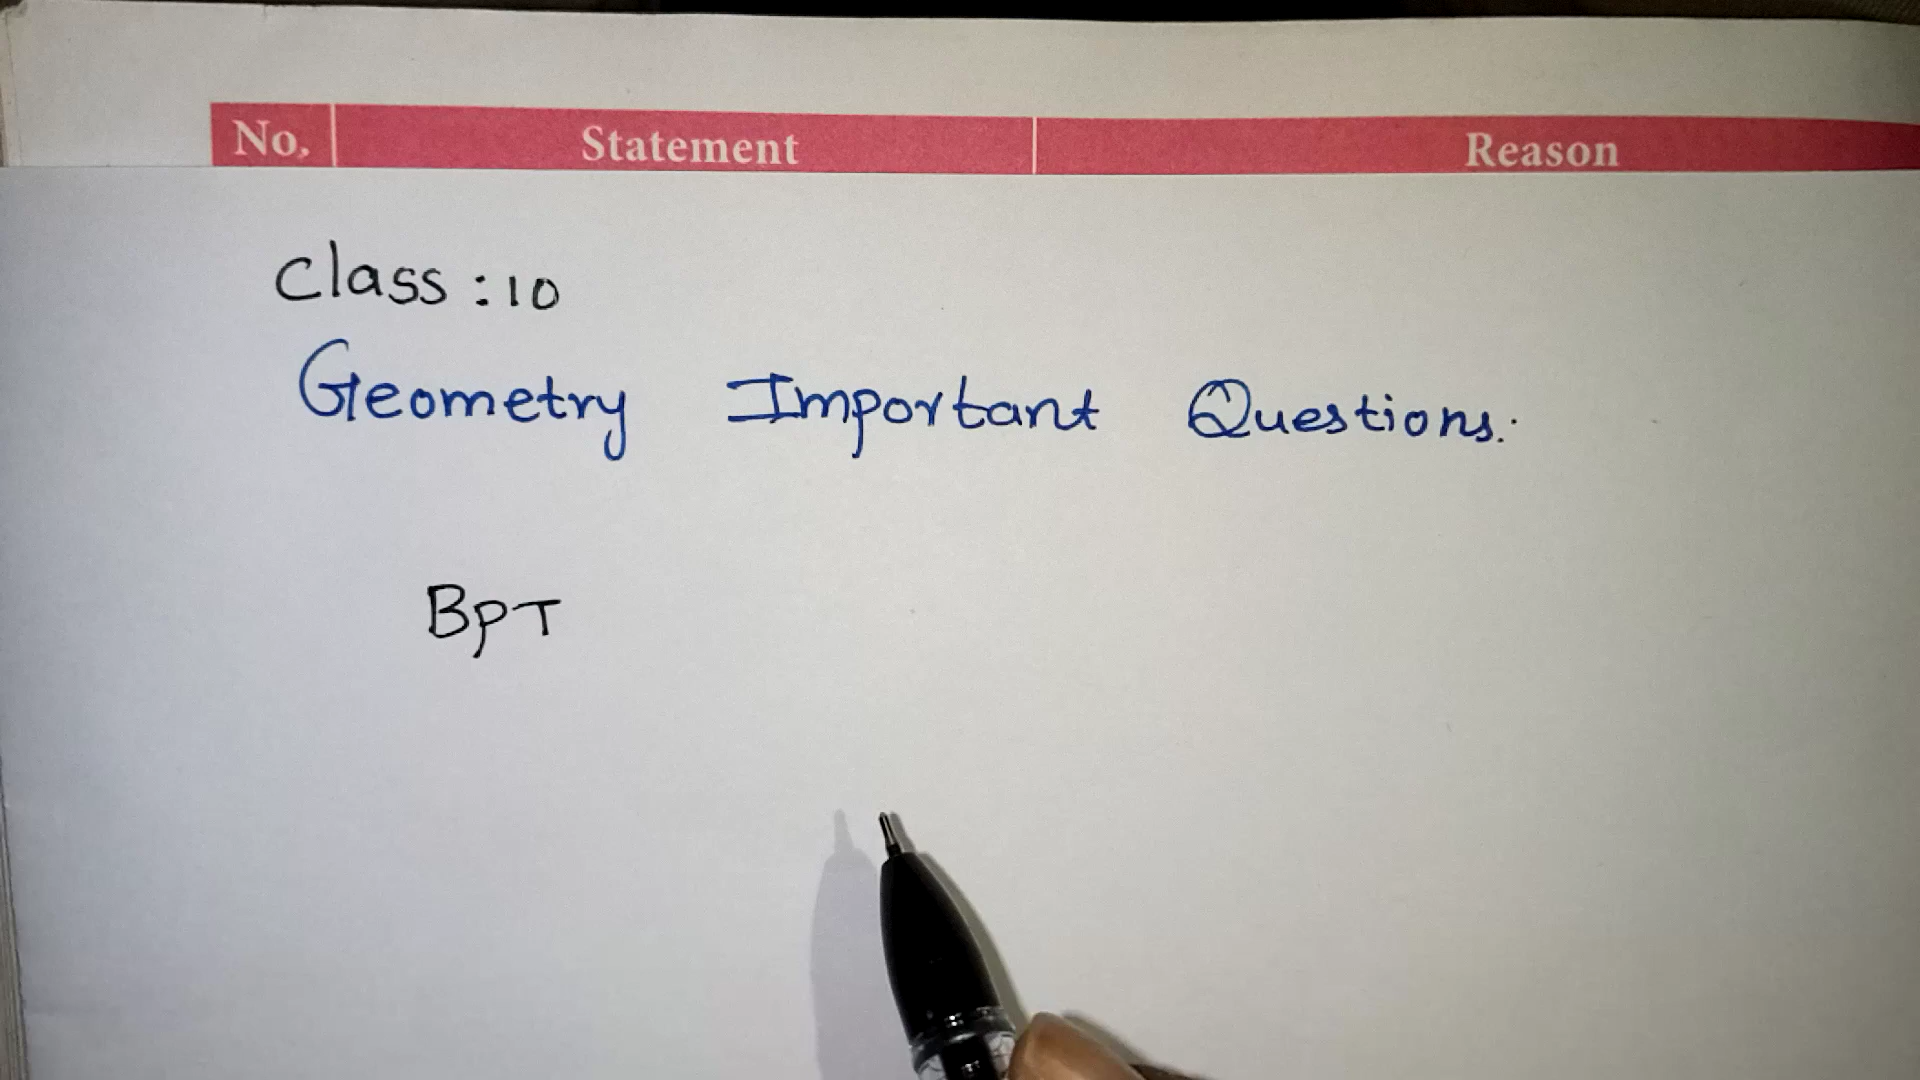 No. Statement Reason
Class : 10
Geometry Important Questions.
BPT